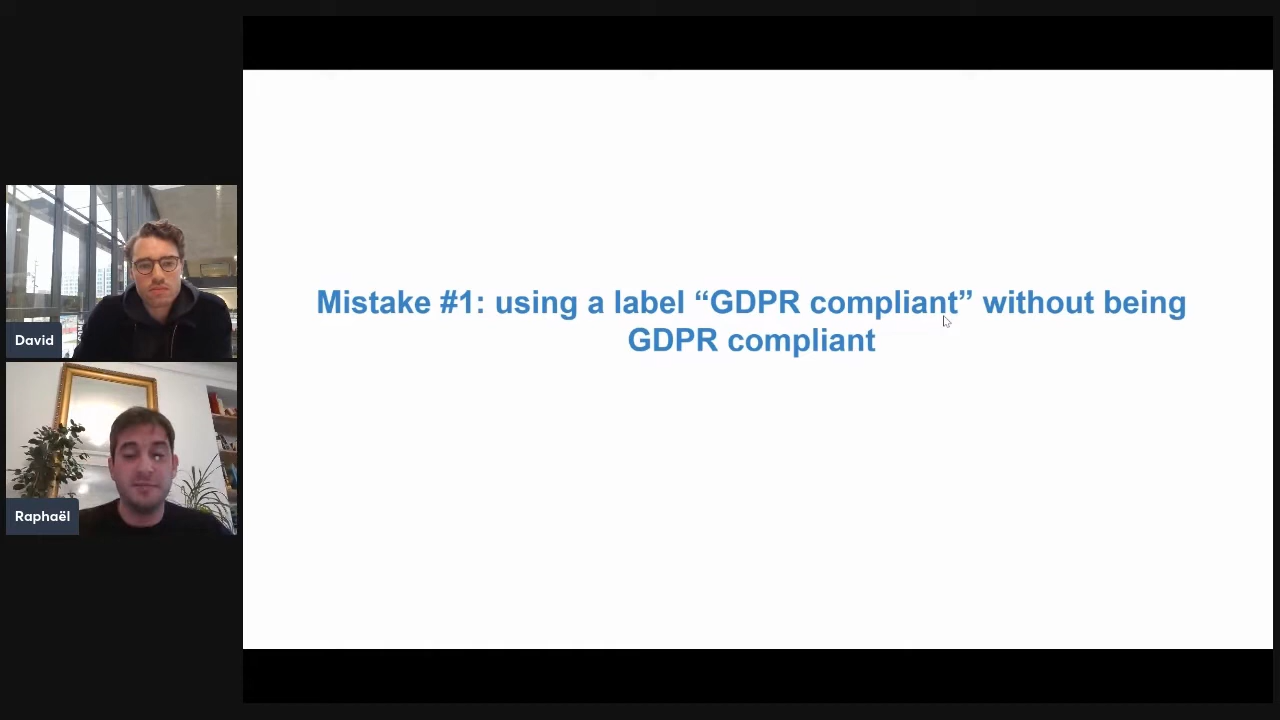 David
Raphaël
Mistake #1: using a label “GDPR compliant” without being
GDPR compliant